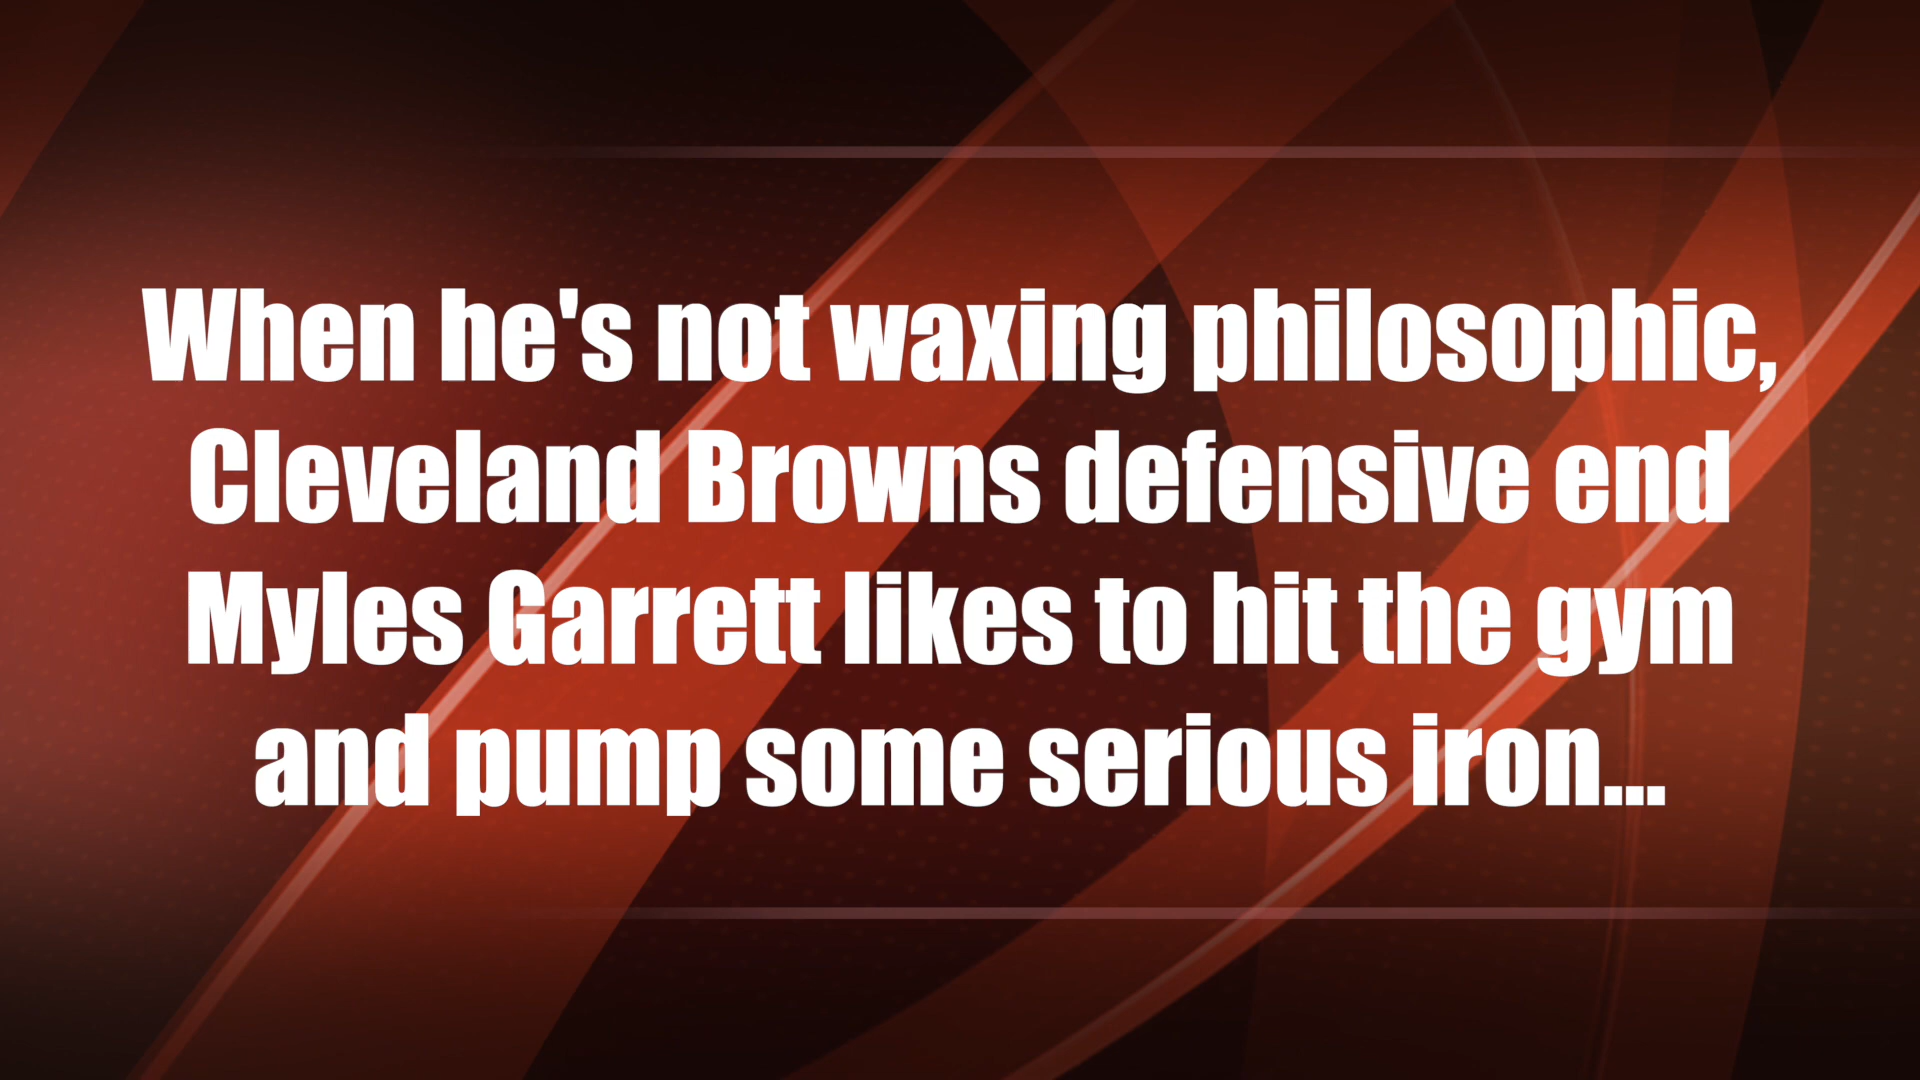 When he's not waxing philosophic,
Cleveland Browns defensive end
Myles Garrett likes to hit the gym
and pump some serious iron...